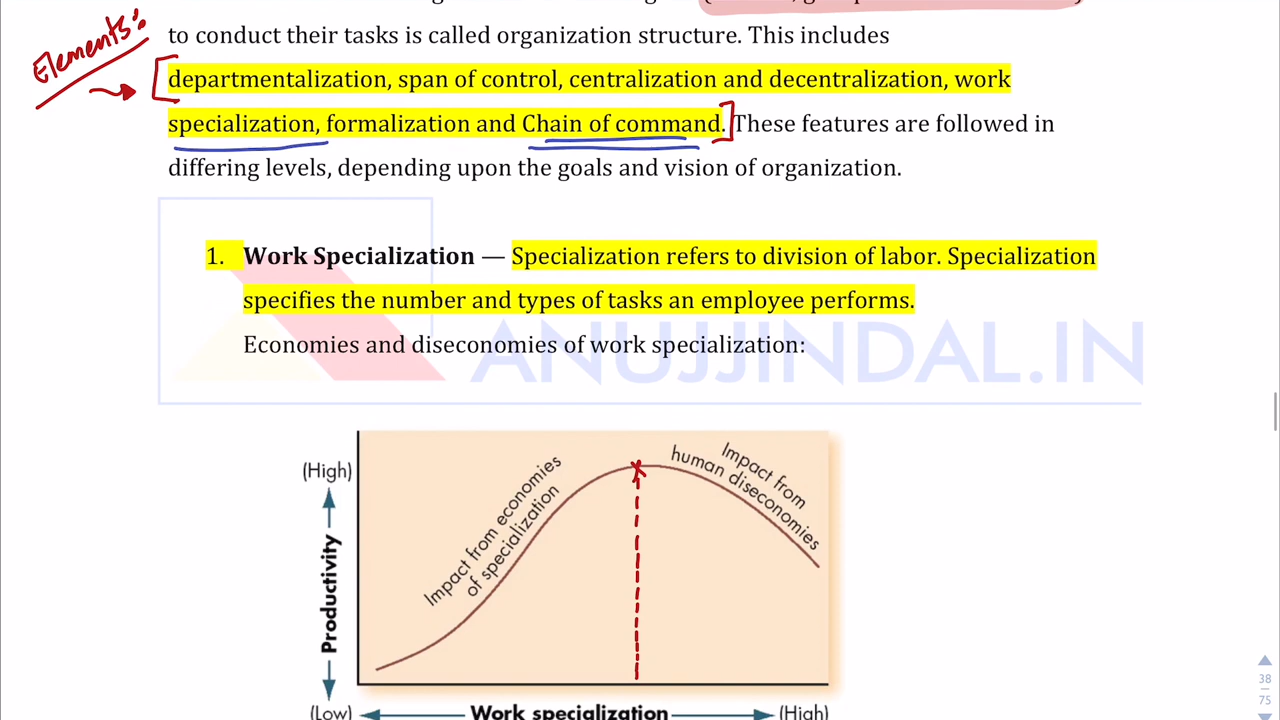 Elements:
to conduct their tasks is called organization structure. This includes
departmentalization, span of control, centralization and decentralization, work
specialization, formalization and Chain of command. These features are followed in
differing levels, depending upon the goals and vision of organization.
1. Work Specialization — Specialization refers to division of labor. Specialization
specifies the number and types of tasks an employee performs.
Economies and diseconomies of work specialization:
ANUJJINDAL.IN
(High)
Productivity
(Low)
Impact from economies
of specialization
Impact from
human diseconomies
Work specialization
(High)
38
75